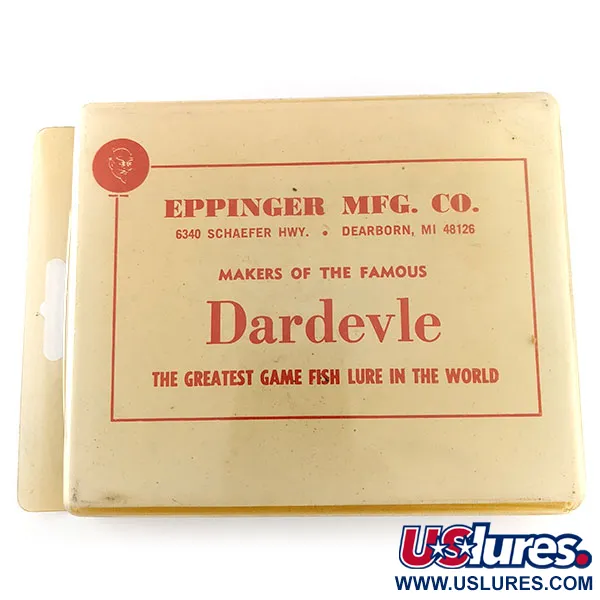 EPPINGER MFG. CO.
6340 SCHAEFER HWY. • DEARBORN, MI 48126
MAKERS OF THE FAMOUS
Dardevle
THE GREATEST GAME FISH LURE IN THE WORLD
USlures.
WWW.USLURES.COM